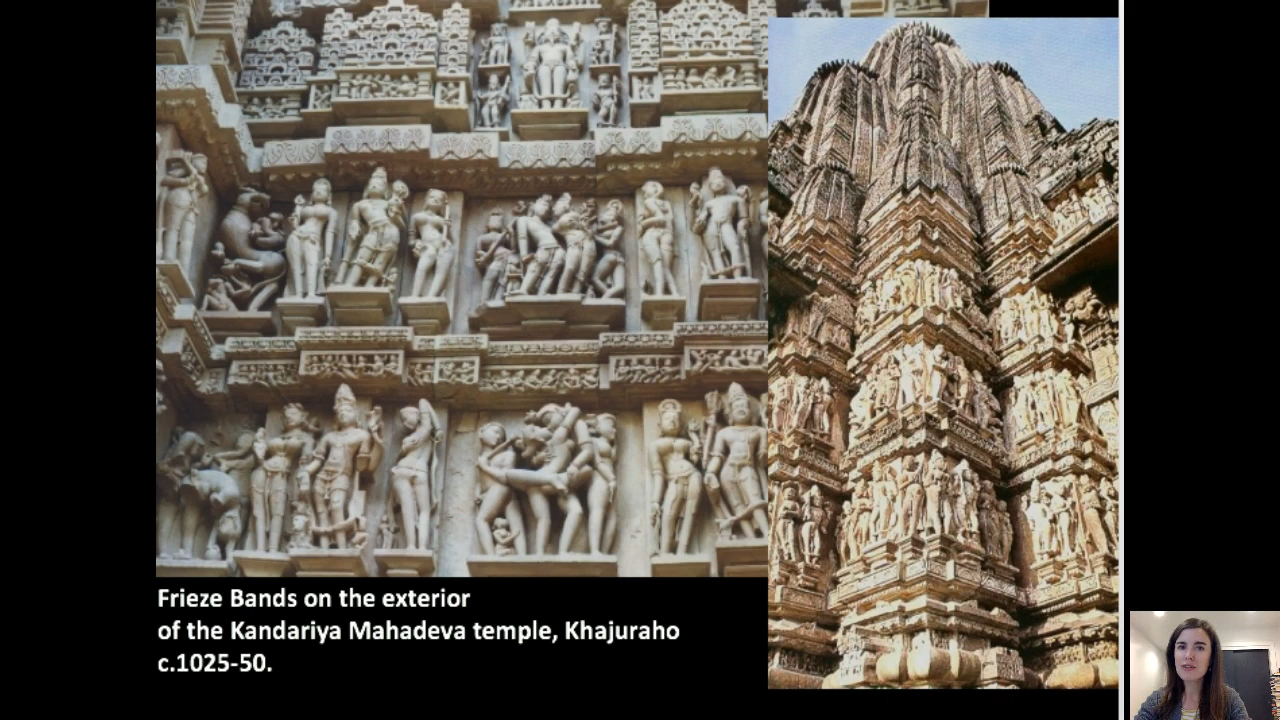 Frieze Bands on the exterior
of the Kandariya Mahadeva temple, Khajuraho
c.1025-50.